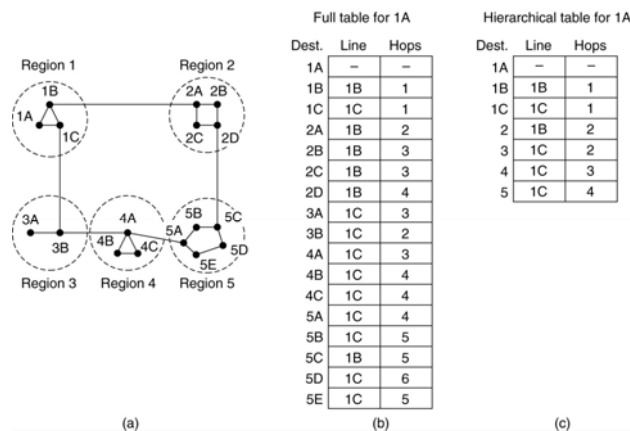 Full table for 1A
Hierarchical table for 1A
Dest. Line Hops
Dest. Line Hops
Region 1
Region 2
1B
2A 2B
1A
1C
2C
2D
3A
3B
4A
4B 4C
5A
5B
5C
5D
5E
Region 3 Region 4 Region 5
1A – –
1B 1B 1
1C 1C 1
2A 1B 2
2B 1B 3
2C 1B 3
2D 1B 4
3A 1C 3
3B 1C 2
4A 1C 3
4B 1C 4
4C 1C 4
5A 1C 4
5B 1C 5
5C 1B 5
5D 1C 6
5E 1C 5
1A – –
1B 1B 1
1C 1C 1
2 1B 2
3 1C 2
4 1C 3
5 1C 4
(a)
(b)
(c)